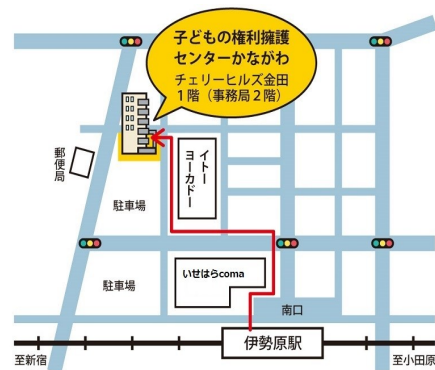 子どもの権利擁護
センターかながわ
チェリーヒルズ金田
1階（事務局2階）
郵便局
イトーヨーカドー
駐車場
駐車場
いせはらcoma
南口
伊勢原駅
至新宿
至小田原